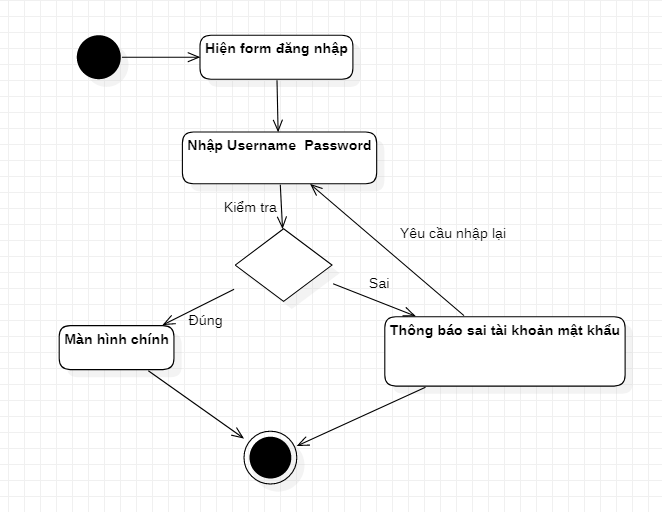 Hiện form đăng nhập
Nhập Username  Password
Kiểm tra
Yêu cầu nhập lại
Sai
Đúng
Thông báo sai tài khoản mật khẩu
Màn hình chính